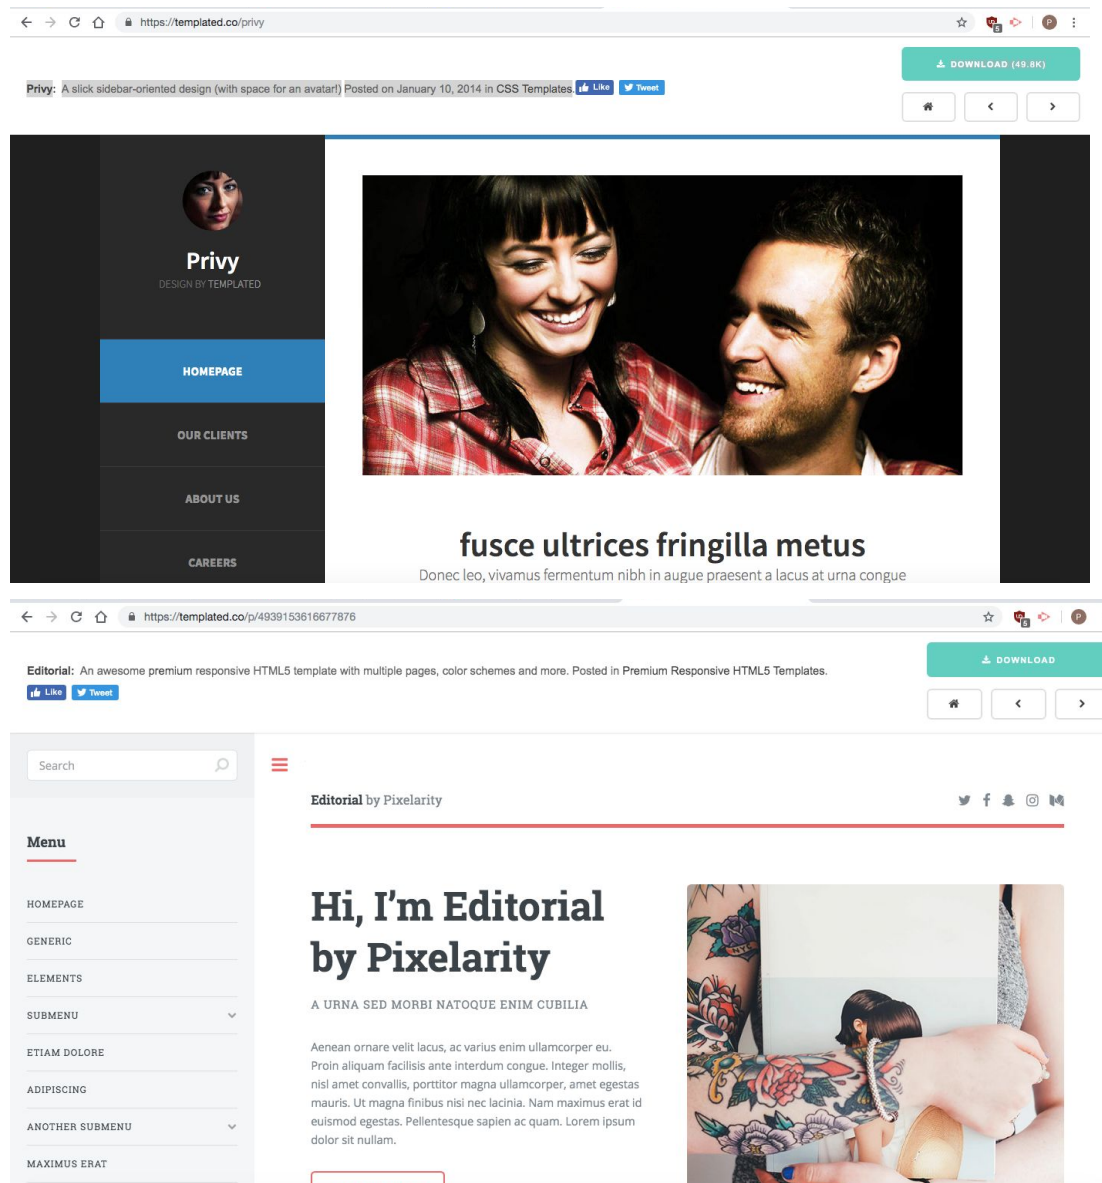 https://templated.co/privy
5
P
DOWNLOAD (49.8K)
Privy: A slick sidebar-oriented design (with space for an avatar!) Posted on January 10, 2014 in CSS Templates. Like Tweet
Privy
DESIGN BY TEMPLATED
HOMEPAGE
OUR CLIENTS
ABOUT US
CAREERS
fusce ultrices fringilla metus
Donec leo, vivamus fermentum nibh in augue praesent a lacus at urna congue
https://templated.co/p/4939153616677876
5
P
DOWNLOAD
Editorial: An awesome premium responsive HTML5 template with multiple pages, color schemes and more. Posted in Premium Responsive HTML5 Templates.
Like Tweet
Search
Menu
HOMEPAGE
GENERIC
ELEMENTS
SUBMENU
ETIAM DOLORE
ADIPISCING
ANOTHER SUBMENU
MAXIMUS ERAT
Editorial by Pixelarity
Hi, I'm Editorial
by Pixelarity
A URNA SED MORBI NATOQUE ENIM CUBILIA
Aenean ornare velit lacus, ac varius enim ullamcorper eu.
Proin aliquam facilisis ante interdum congue. Integer mollis,
nisl amet convallis, porttitor magna ullamcorper, amet egestas
mauris. Ut magna finibus nisi nec lacinia. Nam maximus erat id
euismod egestas. Pellentesque sapien ac quam. Lorem ipsum
dolor sit nullam.